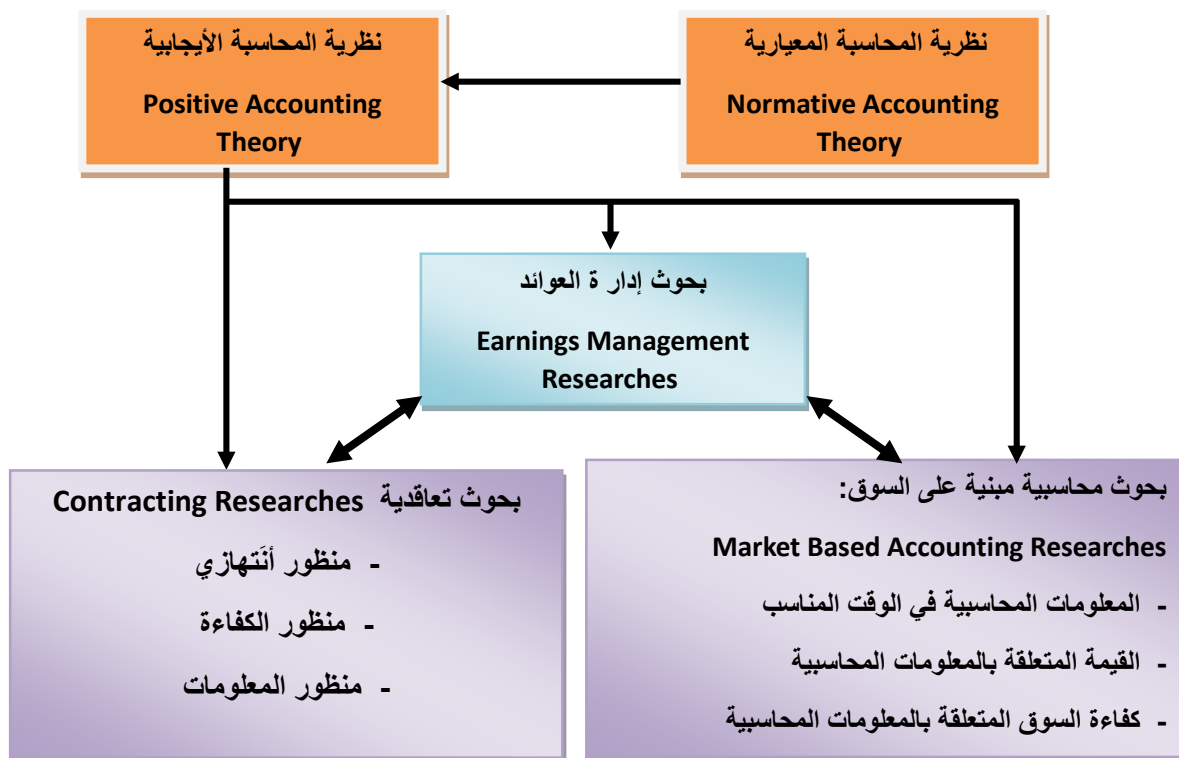 نظرية المحاسبة الأيجابية
Positive Accounting
Theory
نظرية المحاسبة المعيارية
Normative Accounting
Theory
بحوث إدار ة العوائد
Earnings Management
Researches
بحوث تعاقدية Contracting Researches
- منظور أنَتهازي
- منظور الكفاءة
- منظور المعلومات
بحوث محاسبية مبنية على السوق:
Market Based Accounting Researches
- المعلومات المحاسبية في الوقت المناسب
- القيمة المتعلقة بالمعلومات المحاسبية
- كفاءة السوق المتعلقة بالمعلومات المحاسبية